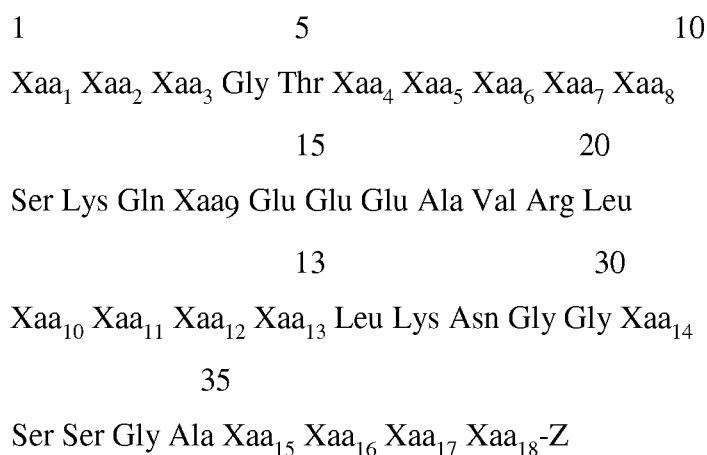 1 5 10
Xaa₁ Xaa₂ Xaa₃ Gly Thr Xaa₄ Xaa₅ Xaa₆ Xaa₇ Xaa₈
15 20
Ser Lys Gln Xaa9 Glu Glu Glu Ala Val Arg Leu
13 30
Xaa₁₀ Xaa₁₁ Xaa₁₂ Xaa₁₃ Leu Lys Asn Gly Gly Xaa₁₄
35
Ser Ser Gly Ala Xaa₁₅ Xaa₁₆ Xaa₁₇ Xaa₁₈-Z